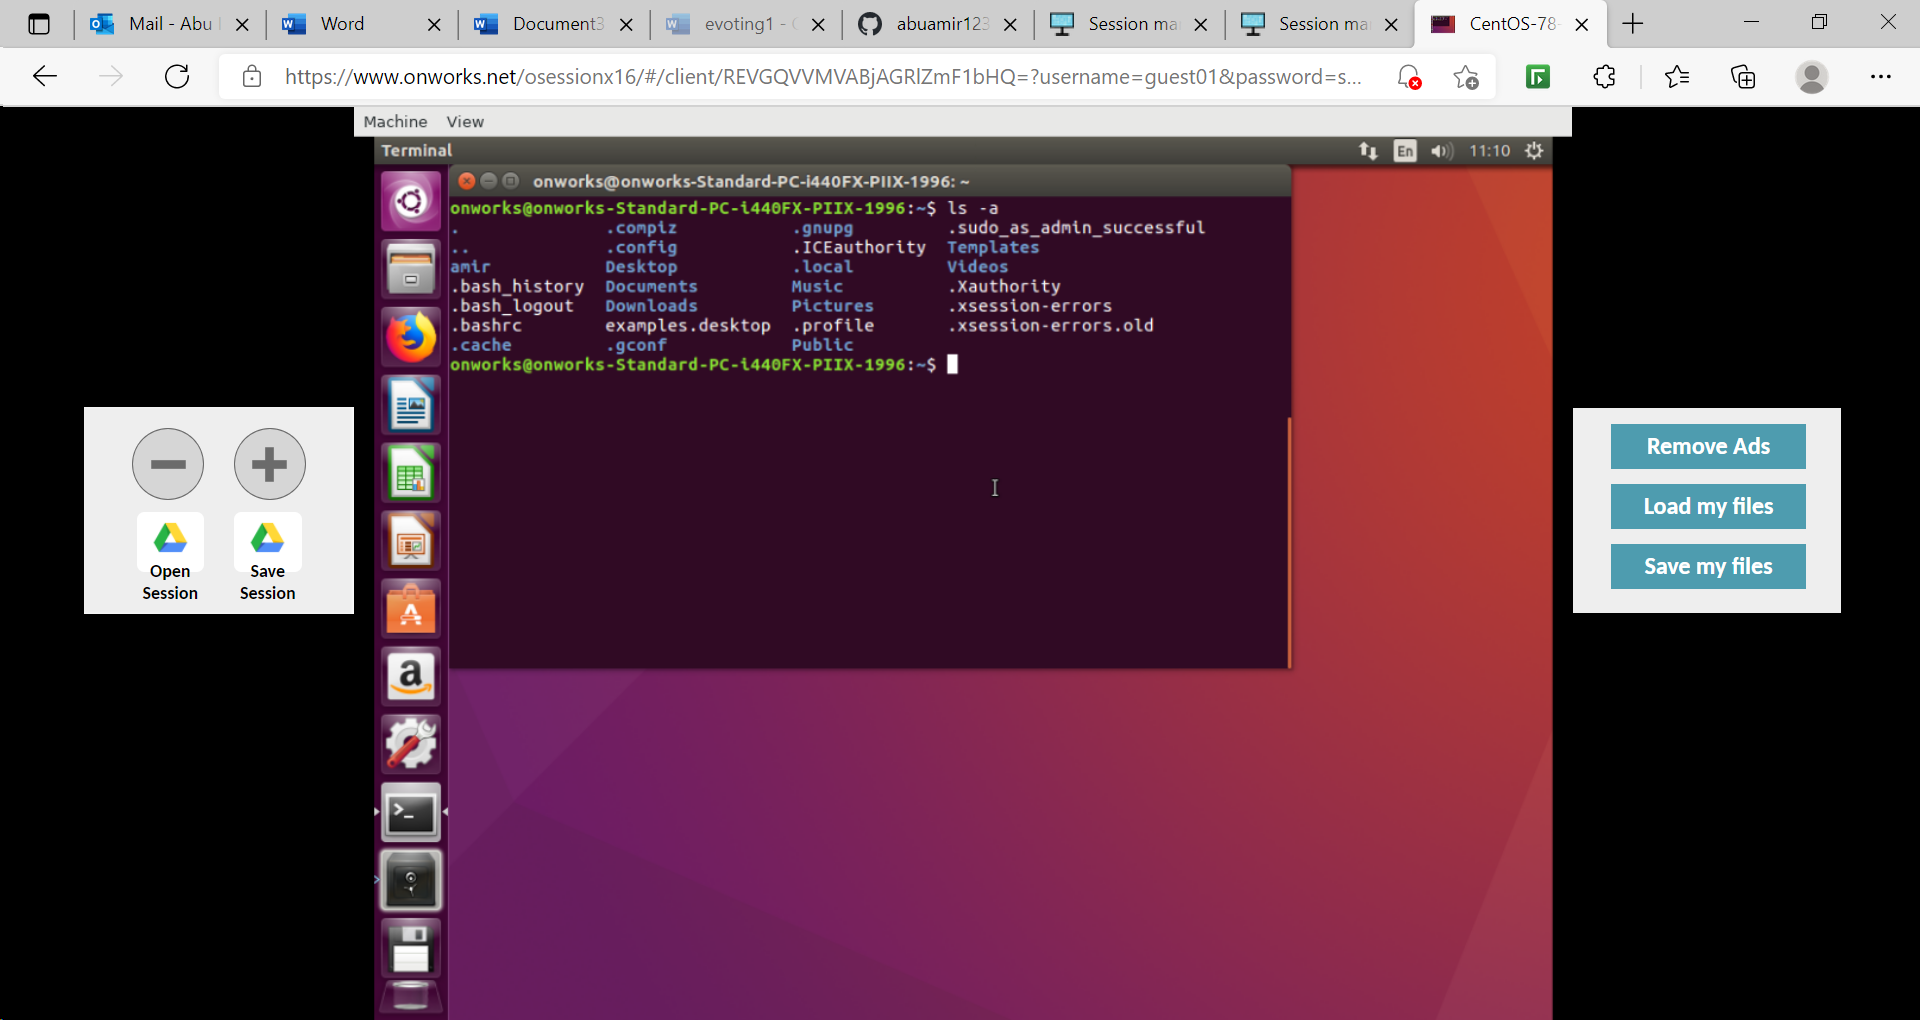 Mail - Abu
Word
Document3
evoting1 -
abuamir123
Session ma
Session ma
CentOS-78-
https://www.onworks.net/osessionx16/#/client/REVGQVVMVABjAGRlZmF1bHQ=?username=guest01&password=s...
Machine View
Terminal
En 11:10
onworks@onworks-Standard-PC-i440FX-PIIX-1996: ~
onworks@onworks-Standard-PC-i440FX-PIIX-1996:~$ ls -a
. .compiz .gnupg .sudo_as_admin_successful
.. .config .ICEauthority Templates
amir Desktop .local Videos
.bash_history Documents Music .Xauthority
.bash_logout Downloads Pictures .xsession-errors
.bashrc examples.desktop .profile .xsession-errors.old
.cache .gconf Public
onworks@onworks-Standard-PC-i440FX-PIIX-1996:~$
Open
Session
Save
Session
Remove Ads
Load my files
Save my files